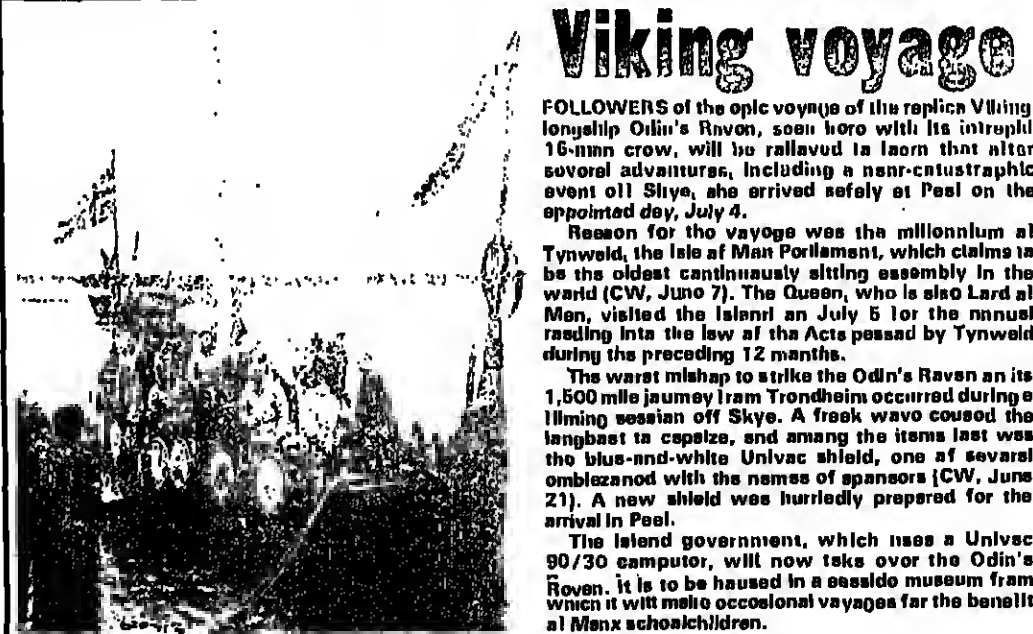 Viking voyage
FOLLOWERS of the epic voyage of the replica Viking
longship Odin's Raven, seen here with its intrepid
16-man crew, will be relieved to learn that after
several adventures, including a near-catastrophic
event off Skye, she arrived safely at Peel on the
appointed day, July 4.
Reason for the voyage was the millennium of
Tynwald, the Isle of Man Parliament, which claims to
be the oldest continuously sitting assembly in the
world (CW, June 7). The Queen, who is also Lord of
Man, visited the Island on July 5 for the annual
reading into the law of the Acts passed by Tynwald
during the preceding 12 months.
The worst mishap to strike the Odin's Raven on its
1,500 mile journey from Trondheim occurred during a
filming session off Skye. A freak wave caused the
longboat to capsize, and among the items lost was
the blue-and-white Univac shield, one of several
emblezoned with the names of sponsors (CW, June
21). A new shield was hurriedly prepared for the
arrival in Peel.
The Island government, which uses a Univac
90/30 computer, will now take over the Odin's
Raven. It is to be housed in a seaside museum from
which it will make occasional voyages for the benefit
of Manx schoolchildren.